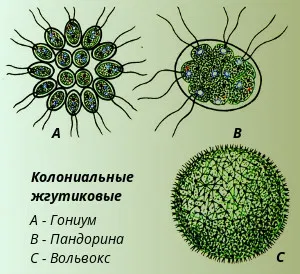 A
B
Колониальные
жгутиковые
A - Гониум
B - Пандорина
C - Вольвокс
C